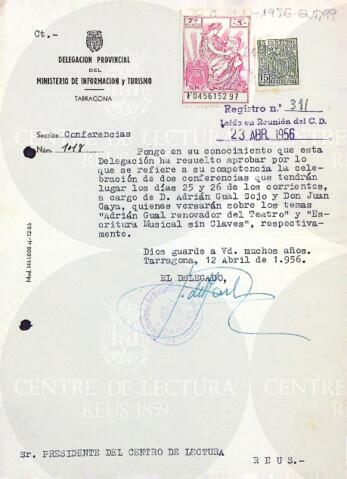 Ct.-
DELEGACION PROVINCIAL
DEL
MINISTERIO DE INFORMACION y TURISMO
TARRAGONA
Registro n.º 311
Leído en Reunión del C. D.
23 ABR. 1956
Sección Conferencias
Núm. 1018
Pongo en su conocimiento que esta
Delegación ha resuelto aprobar por lo
que se refiere a su competencia la cele-
bración de dos conferencias que tendrán
lugar los días 25 y 26 de los corrientes,
a cargo de D. Adrián Gual Sojo y Don Juan
Gaya, quienes versarán sobre los temas
"Adrián Gual renovador del Teatro" y "Es-
critura Musical sin Claves", respectiva-
mente.
Dios guarde a Vd. muchos años.
Tarragona, 12 Abril de 1.956.
EL DELEGADO,
CENTRE DE LECTURA
REUS 1859
Sr. PRESIDENTE DEL CENTRO DE LECTURA
REUS.-